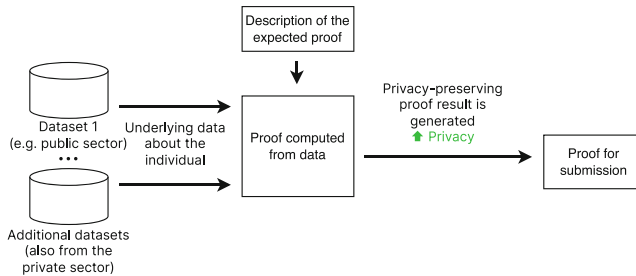 Description of the
expected proof
Dataset 1
(e.g. public sector)
•••
Additional datasets
(also from the
private sector)
Underlying data
about the
individual
Proof computed
from data
Privacy-preserving
proof result is
generated
⬆ Privacy
Proof for
submission